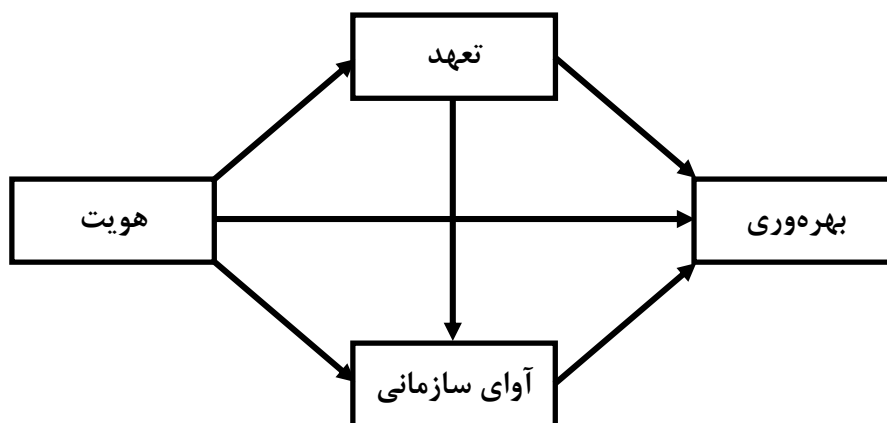 تعهد
هویت
بهره‌وری
آوای سازمانی